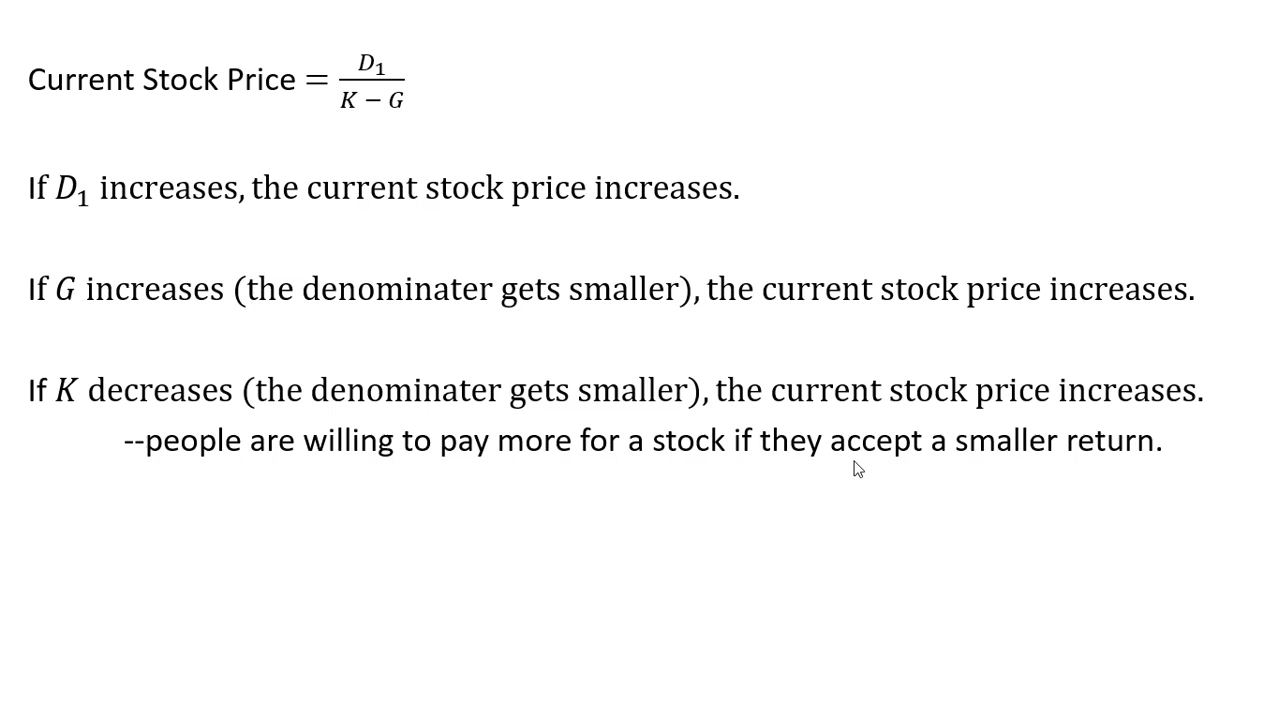 Current Stock Price = D₁ / (K − G)
If D₁ increases, the current stock price increases.
If G increases (the denominater gets smaller), the current stock price increases.
If K decreases (the denominater gets smaller), the current stock price increases.
--people are willing to pay more for a stock if they accept a smaller return.